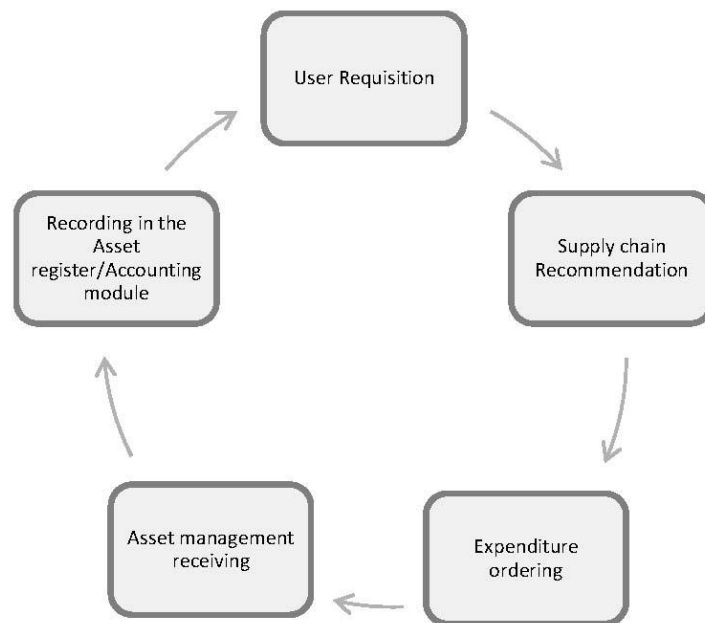 User Requisition
Supply chain
Recommendation
Expenditure
ordering
Asset management
receiving
Recording in the
Asset
register/Accounting
module